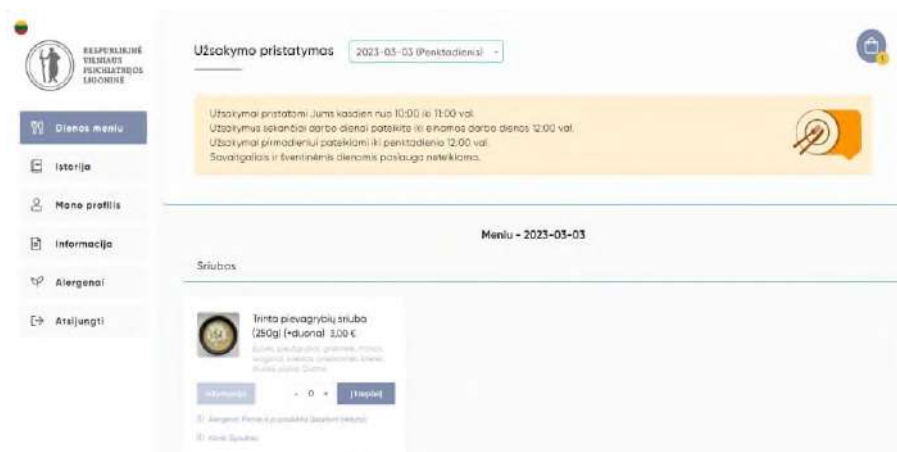 RESPUBLIKINĖ
VILNIAUS
PSICHIATRIJOS
LIGONINĖ
Užsakymo pristatymas
2023-03-03 (Penktadienis)
1
Užsakymai pristatomi Jums kasdien nuo 10:00 iki 11:00 val.
Užsakymus sekančiai darbo dienai pateikite iki einamos darbo dienos 12:00 val.
Užsakymai pirmadieniui pateikiami iki penktadienio 12:00 val.
Savaitgaliais ir šventinėmis dienomis paslauga neteikiama.
Dienos meniu
Istorija
Mano profilis
Informacija
Alergenai
Atsijungti
Meniu - 2023-03-03
Sriubos
Trinta pievagrybių sriuba
(250g) (+duona) 3,00 €
Informacija
- 0 +
Į krepšelį